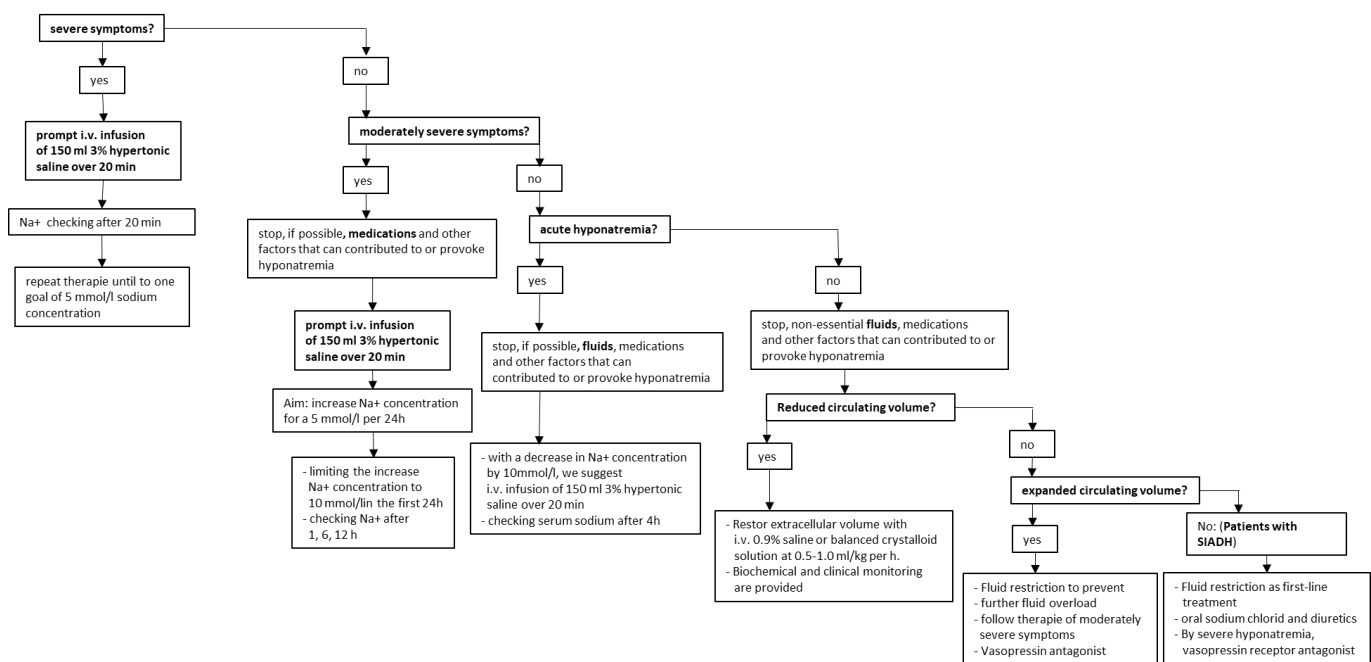 severe symptoms?
yes
prompt i.v. infusion
of 150 ml 3% hypertonic
saline over 20 min
Na+ checking after 20 min
repeat therapie until to one
goal of 5 mmol/l sodium
concentration
no
moderately severe symptoms?
yes
stop, if possible, medications and other
factors that can contributed to or provoke
hyponatremia
prompt i.v. infusion
of 150 ml 3% hypertonic
saline over 20 min
Aim: increase Na+ concentration
for a 5 mmol/l per 24h
- limiting the increase
Na+ concentration to
10 mmol/lin the first 24h
- checking Na+ after
1, 6, 12 h
no
acute hyponatremia?
yes
stop, if possible, fluids, medications
and other factors that can
contributed to or provoke hyponatremia
- with a decrease in Na+ concentration
by 10mmol/l, we suggest
i.v. infusion of 150 ml 3% hypertonic
saline over 20 min
- checking serum sodium after 4h
no
stop, non-essential fluids, medications
and other factors that can contributed to or
provoke hyponatremia
Reduced circulating volume?
yes
- Restor extracellular volume with
i.v. 0.9% saline or balanced crystalloid
solution at 0.5-1.0 ml/kg per h.
- Biochemical and clinical monitoring
are provided
no
expanded circulating volume?
yes
- Fluid restriction to prevent
- further fluid overload
- follow therapie of moderately
severe symptoms
- Vasopressin antagonist
No: (Patients with
SIADH)
- Fluid restriction as first-line
treatment
- oral sodium chlorid and diuretics
- By severe hyponatremia,
vasopressin receptor antagonist